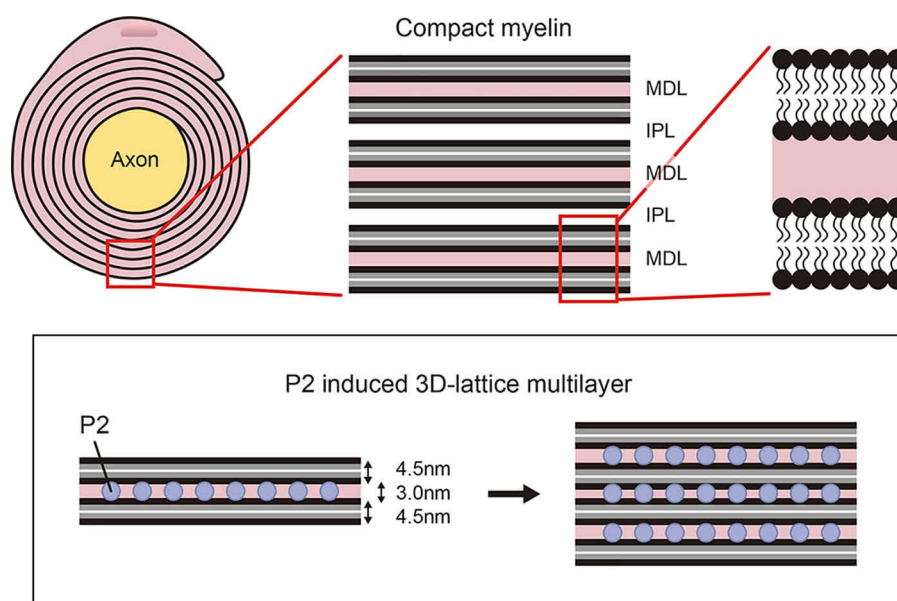 Compact myelin
Axon
MDL
IPL
MDL
IPL
MDL
P2 induced 3D-lattice multilayer
P2
4.5nm
3.0nm
4.5nm